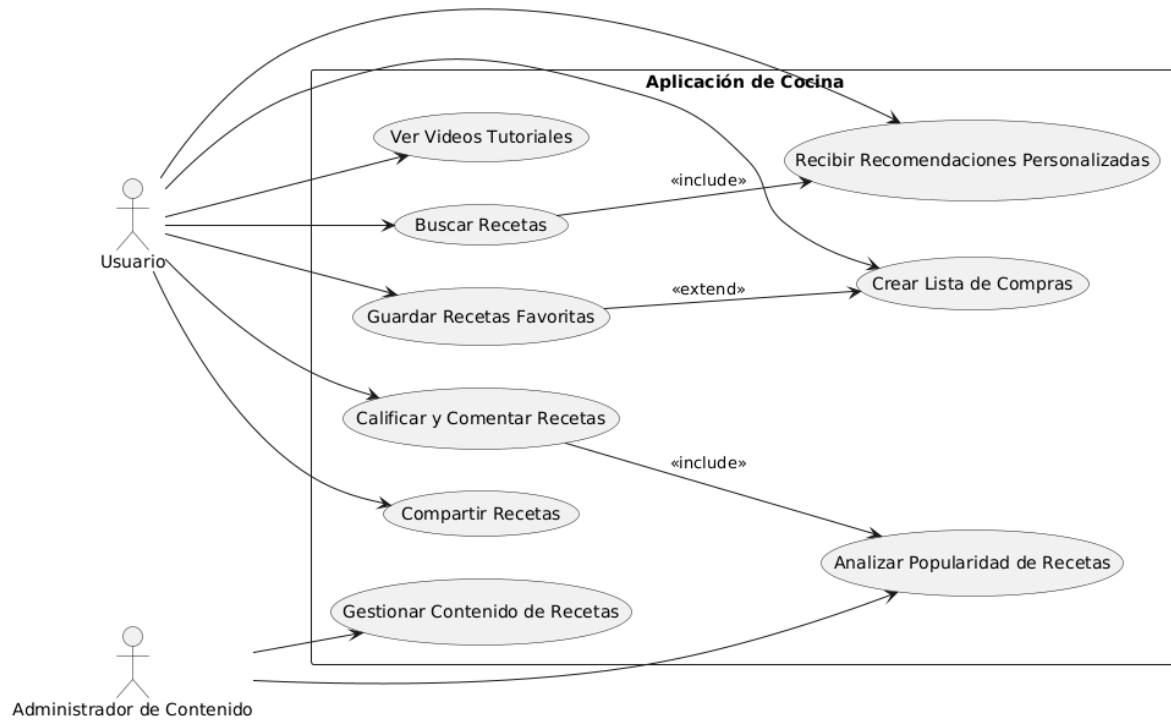 Aplicación de Cocina
Ver Videos Tutoriales
Recibir Recomendaciones Personalizadas
«include»
Buscar Recetas
Usuario
«extend»
Crear Lista de Compras
Guardar Recetas Favoritas
Calificar y Comentar Recetas
«include»
Compartir Recetas
Analizar Popularidad de Recetas
Gestionar Contenido de Recetas
Administrador de Contenido